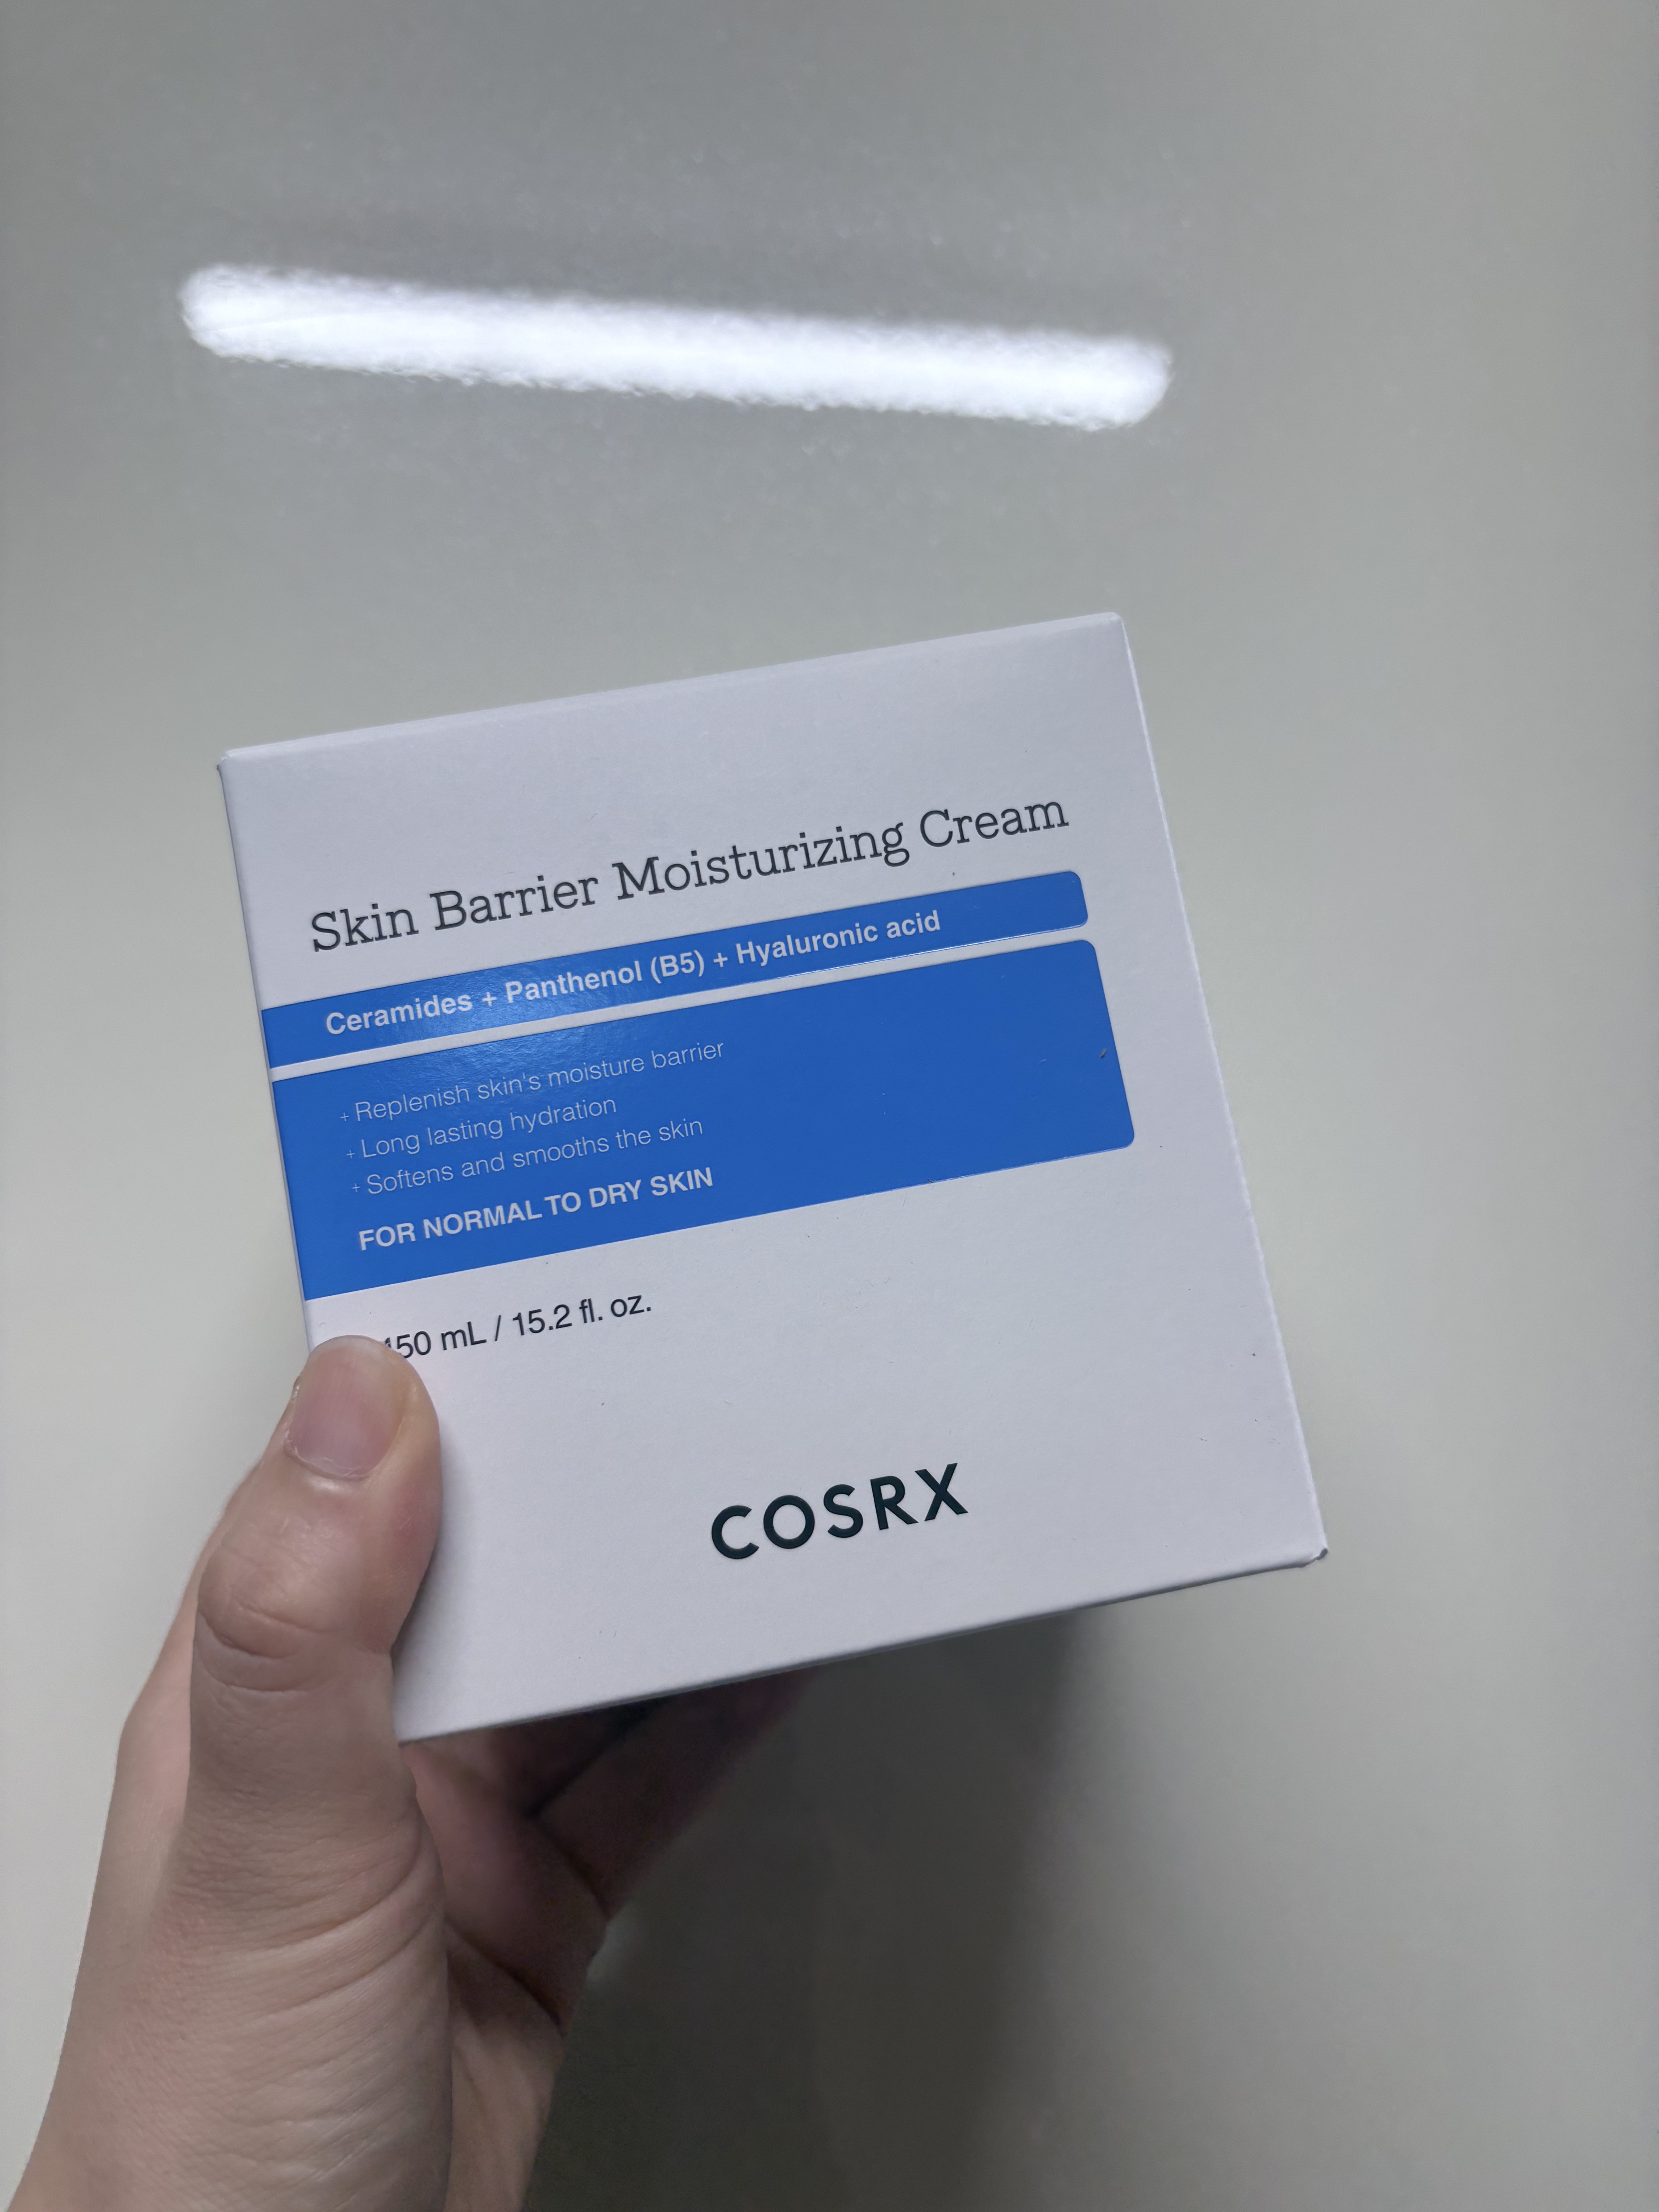 Skin Barrier Moisturizing Cream
Ceramides + Panthenol (B5) + Hyaluronic acid
+ Replenish skin's moisture barrier
+ Long lasting hydration
+ Softens and smooths the skin
FOR NORMAL TO DRY SKIN
mL / 15.2 fl. oz.
COSRX